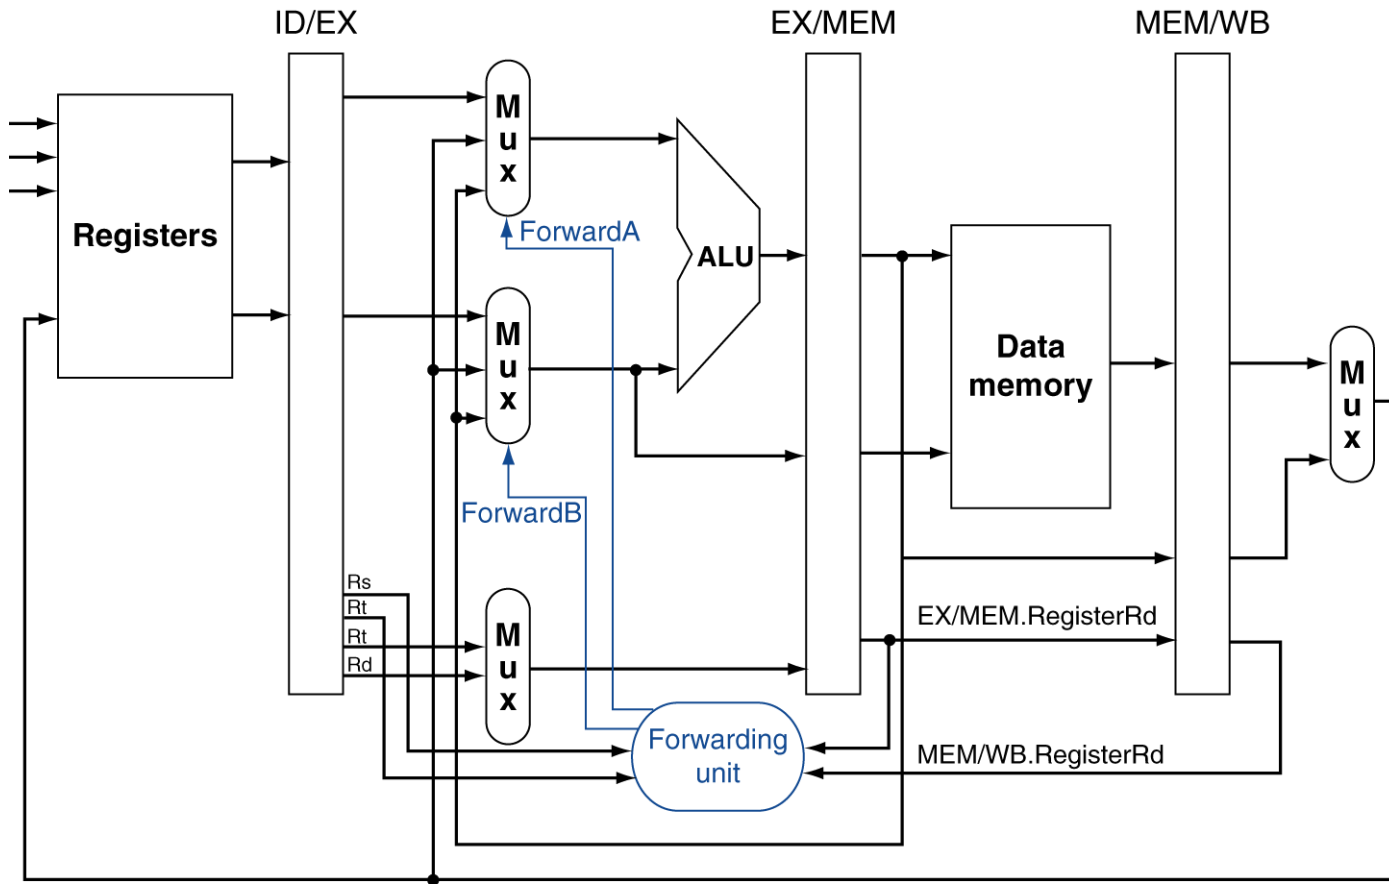 ID/EX
EX/MEM
MEM/WB
Registers
M
u
x
ForwardA
ALU
M
u
x
Data
memory
M
u
x
ForwardB
Rs
Rt
Rt
Rd
M
u
x
EX/MEM.RegisterRd
Forwarding
unit
MEM/WB.RegisterRd